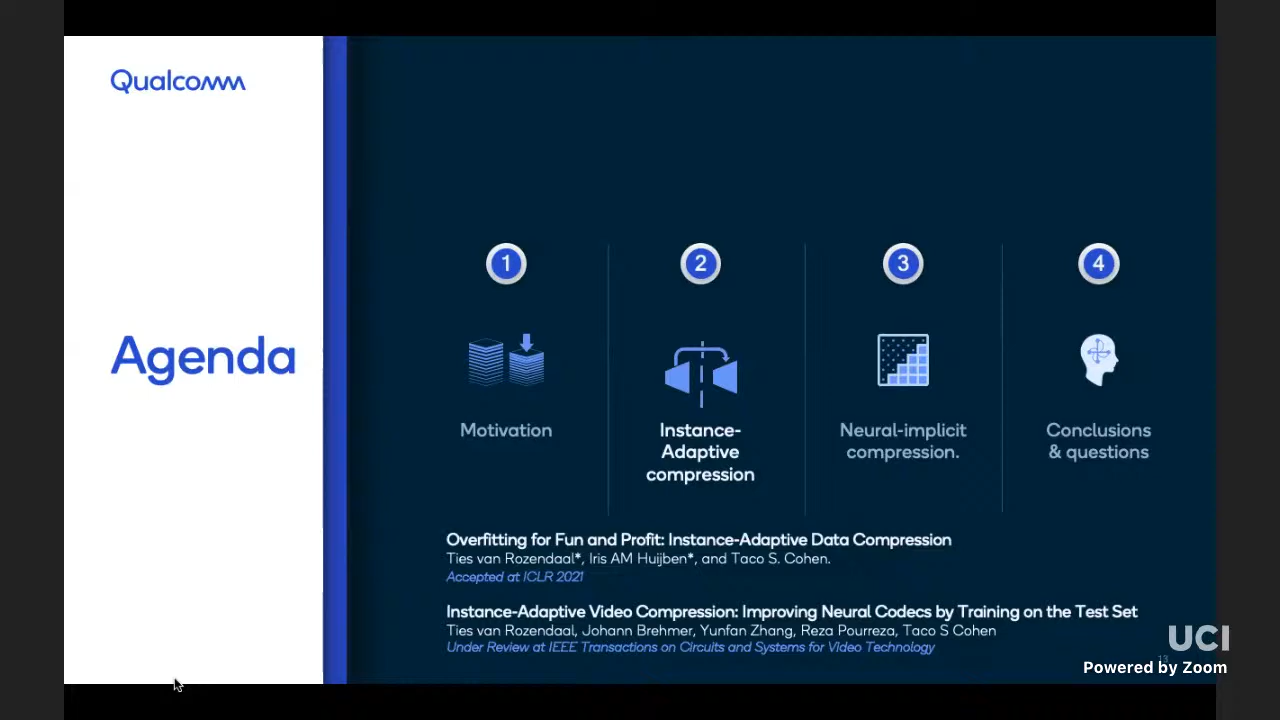 Qualcomm
Agenda
1
2
3
4
Motivation
Instance-
Adaptive
compression
Neural-implicit
compression.
Conclusions
& questions
Overfitting for Fun and Profit: Instance-Adaptive Data Compression
Ties van Rozendaal*, Iris AM Huijben*, and Taco S. Cohen.
Accepted at ICLR 2021
Instance-Adaptive Video Compression: Improving Neural Codecs by Training on the Test Set
Ties van Rozendaal, Johann Brehmer, Yunfan Zhang, Reza Pourreza, Taco S Cohen
Under Review at IEEE Transactions on Circuits and Systems for Video Technology
UCI
13
Powered by Zoom